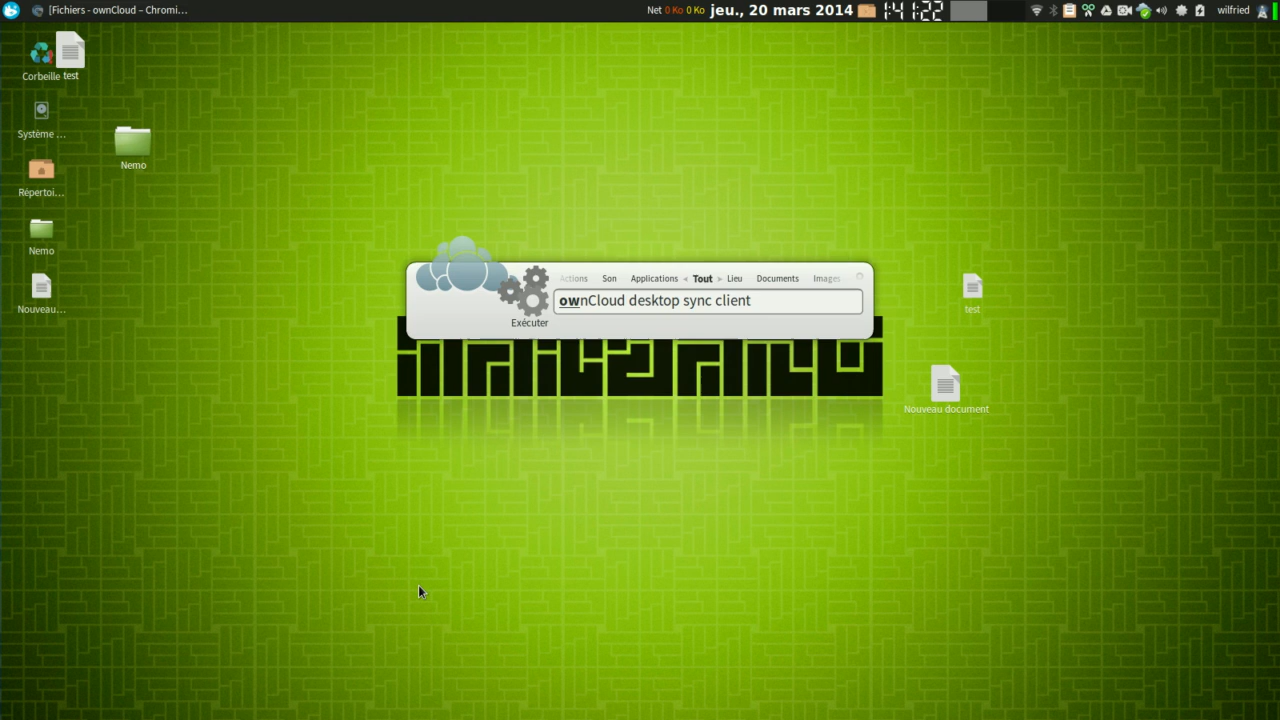 [Fichiers – ownCloud – Chromi...
Net 0 Ko 0 Ko
jeu., 20 mars 2014
14 1:22
wilfried
Corbeille
test
Système ...
Nemo
Répertoi...
Nemo
Nouveau...
Actions Son Applications < Tout > Lieu Documents Images
ownCloud desktop sync client
Exécuter
test
Nouveau document